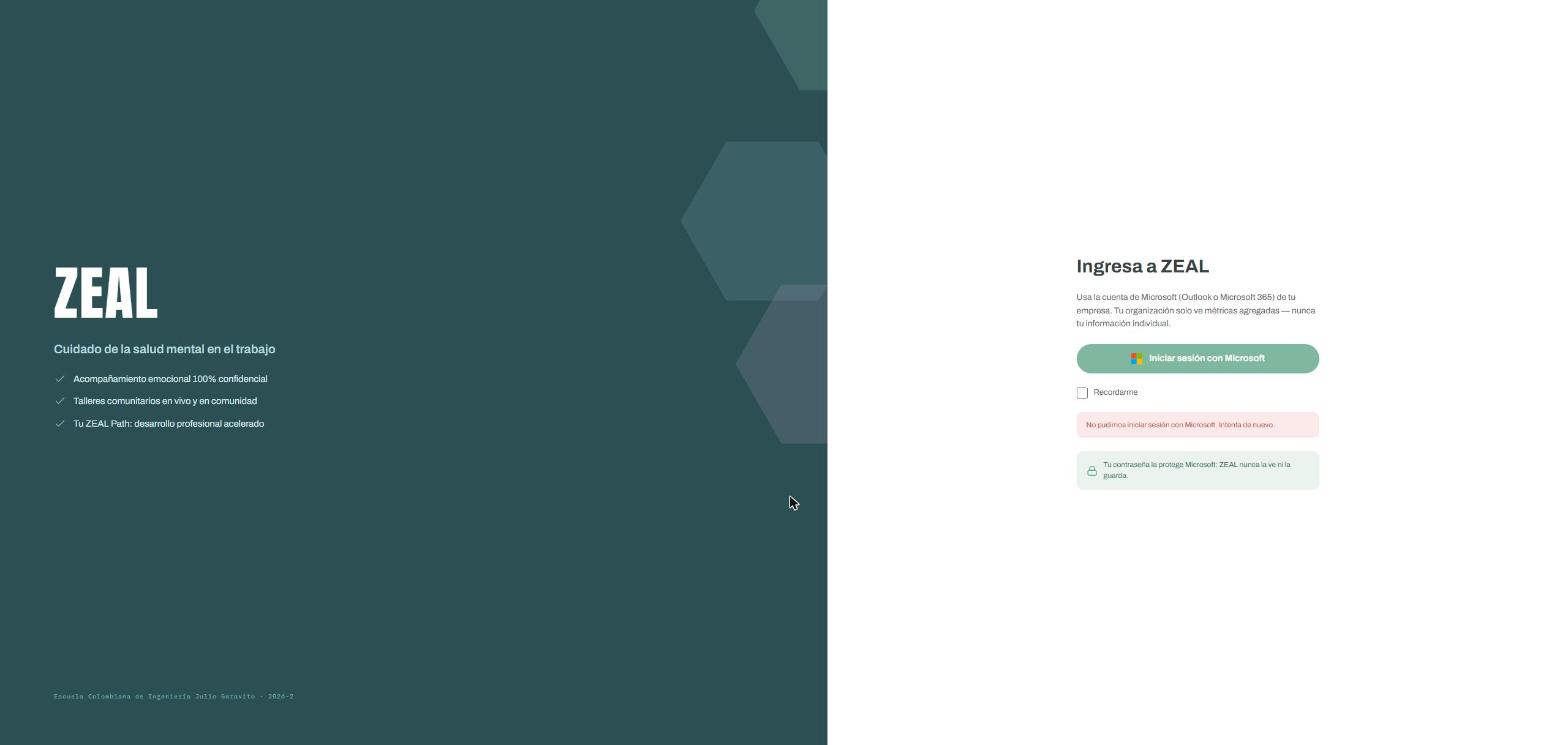 ZEAL
Cuidado de la salud mental en el trabajo
Acompañamiento emocional 100% confidencial
Talleres comunitarios en vivo y en comunidad
Tu ZEAL Path: desarrollo profesional acelerado
Escuela Colombiana de Ingeniería Julio Garavito · 2026-2
Ingresa a ZEAL
Usa la cuenta de Microsoft (Outlook o Microsoft 365) de tu
empresa. Tu organización solo ve métricas agregadas — nunca
tu información individual.
Iniciar sesión con Microsoft
Recordarme
No pudimos iniciar sesión con Microsoft. Intenta de nuevo.
Tu contraseña la protege Microsoft: ZEAL nunca la ve ni la
guarda.